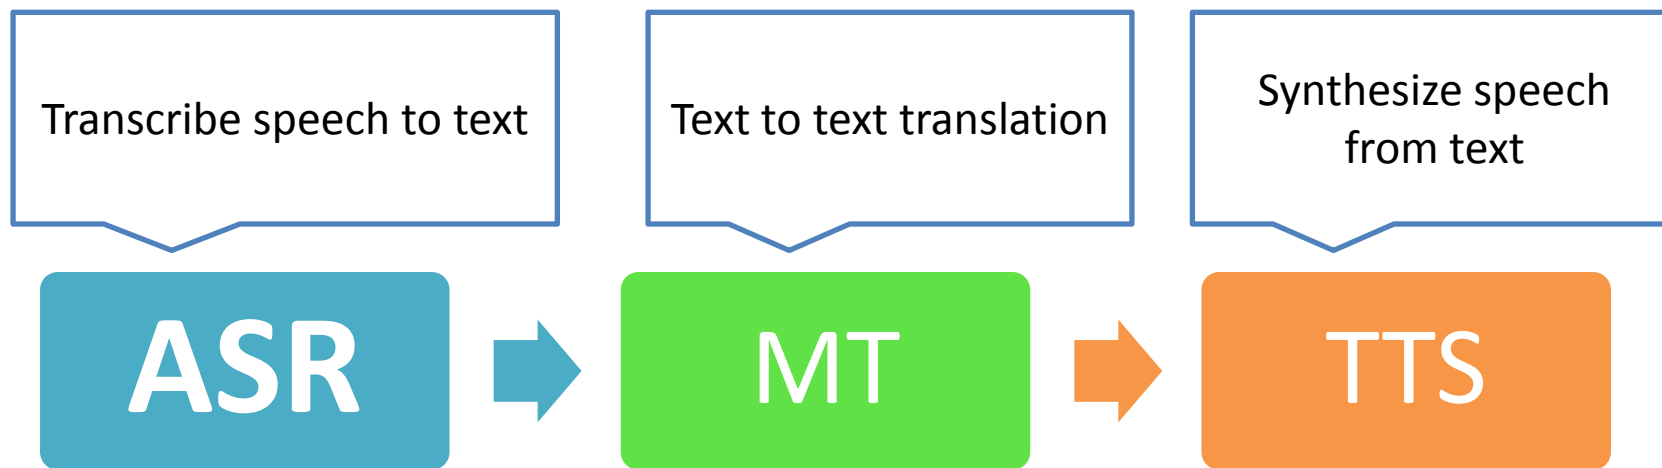 Transcribe speech to text
Text to text translation
Synthesize speech
from text
ASR
MT
TTS